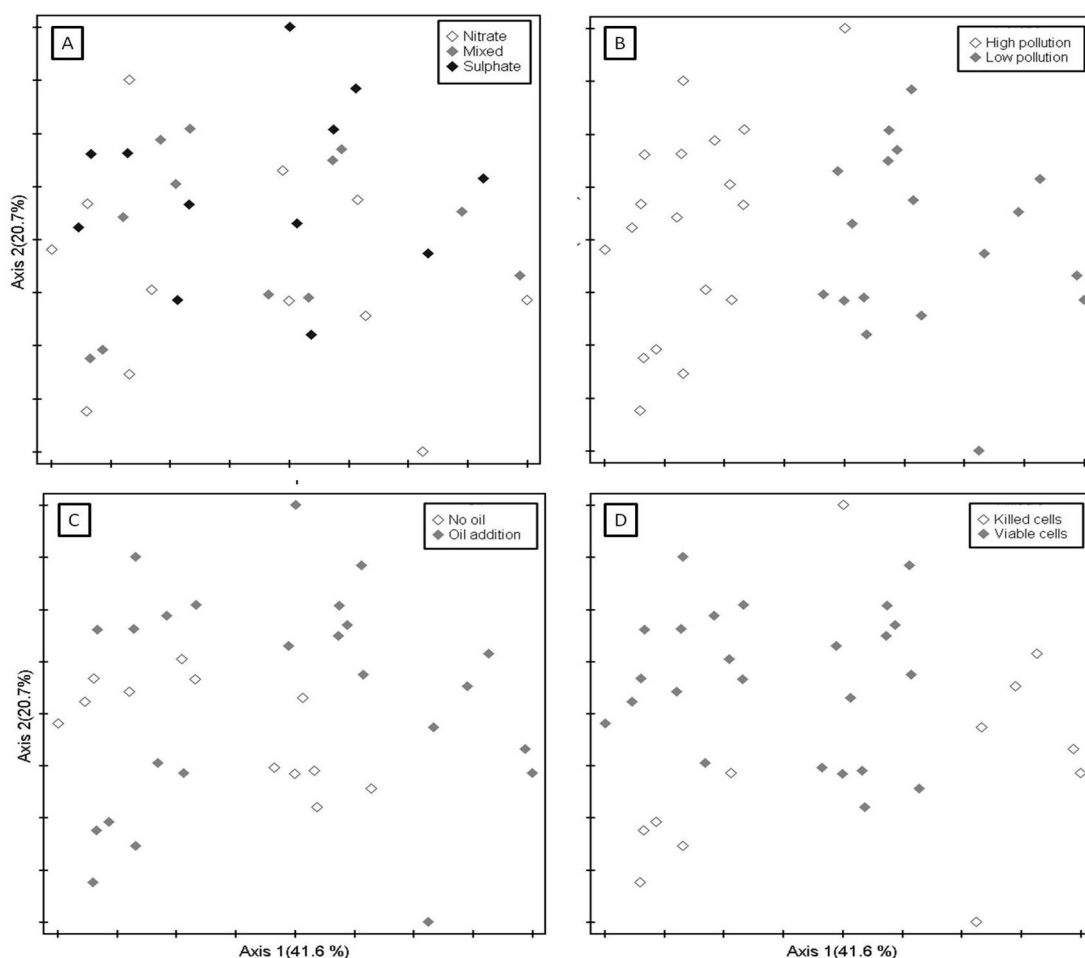 A
Nitrate
Mixed
Sulphate
Axis 2(20.7%)
B
High pollution
Low pollution
C
No oil
Oil addition
Axis 2(20.7%)
Axis 1(41.6 %)
D
Killed cells
Viable cells
Axis 1(41.6 %)